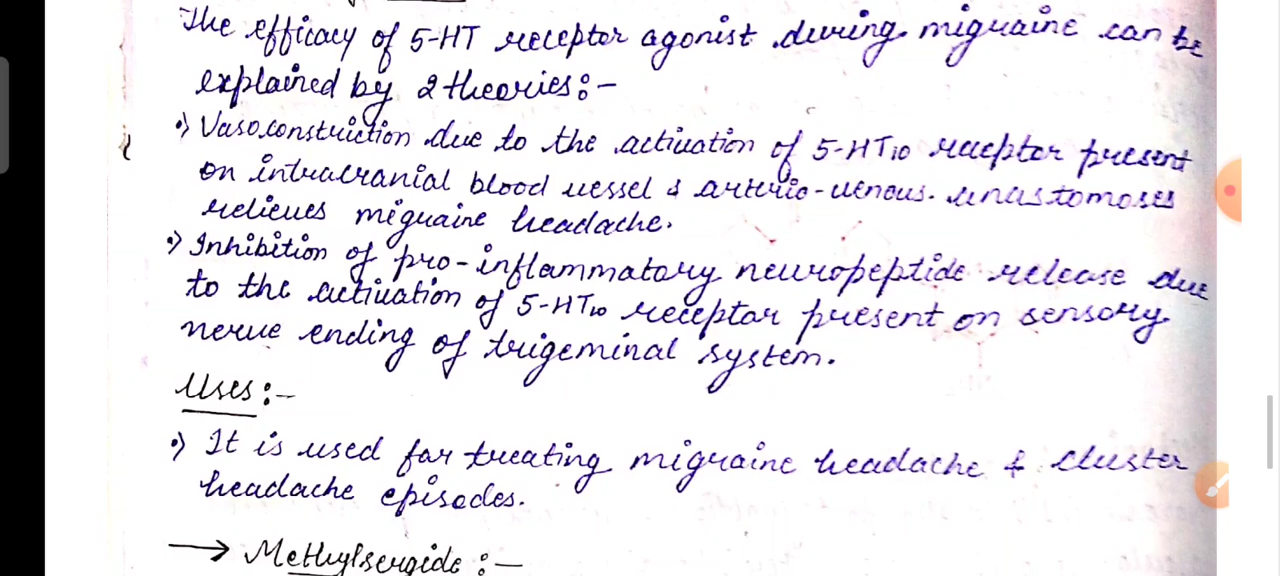 The efficacy of 5-HT receptor agonist during migraine can be
explained by 2 theories:-
•) Vasoconstriction due to the activation of 5-HT1D receptor present
on intracranial blood vessel & arterio-venous anastomoses
relieves migraine headache.
•) Inhibition of pro-inflammatory neuropeptide release due
to the activation of 5-HT1D receptor present on sensory
nerve ending of trigeminal system.
Uses:-
•) It is used for treating migraine headache & cluster
headache episodes.
→ Methylsergide:-